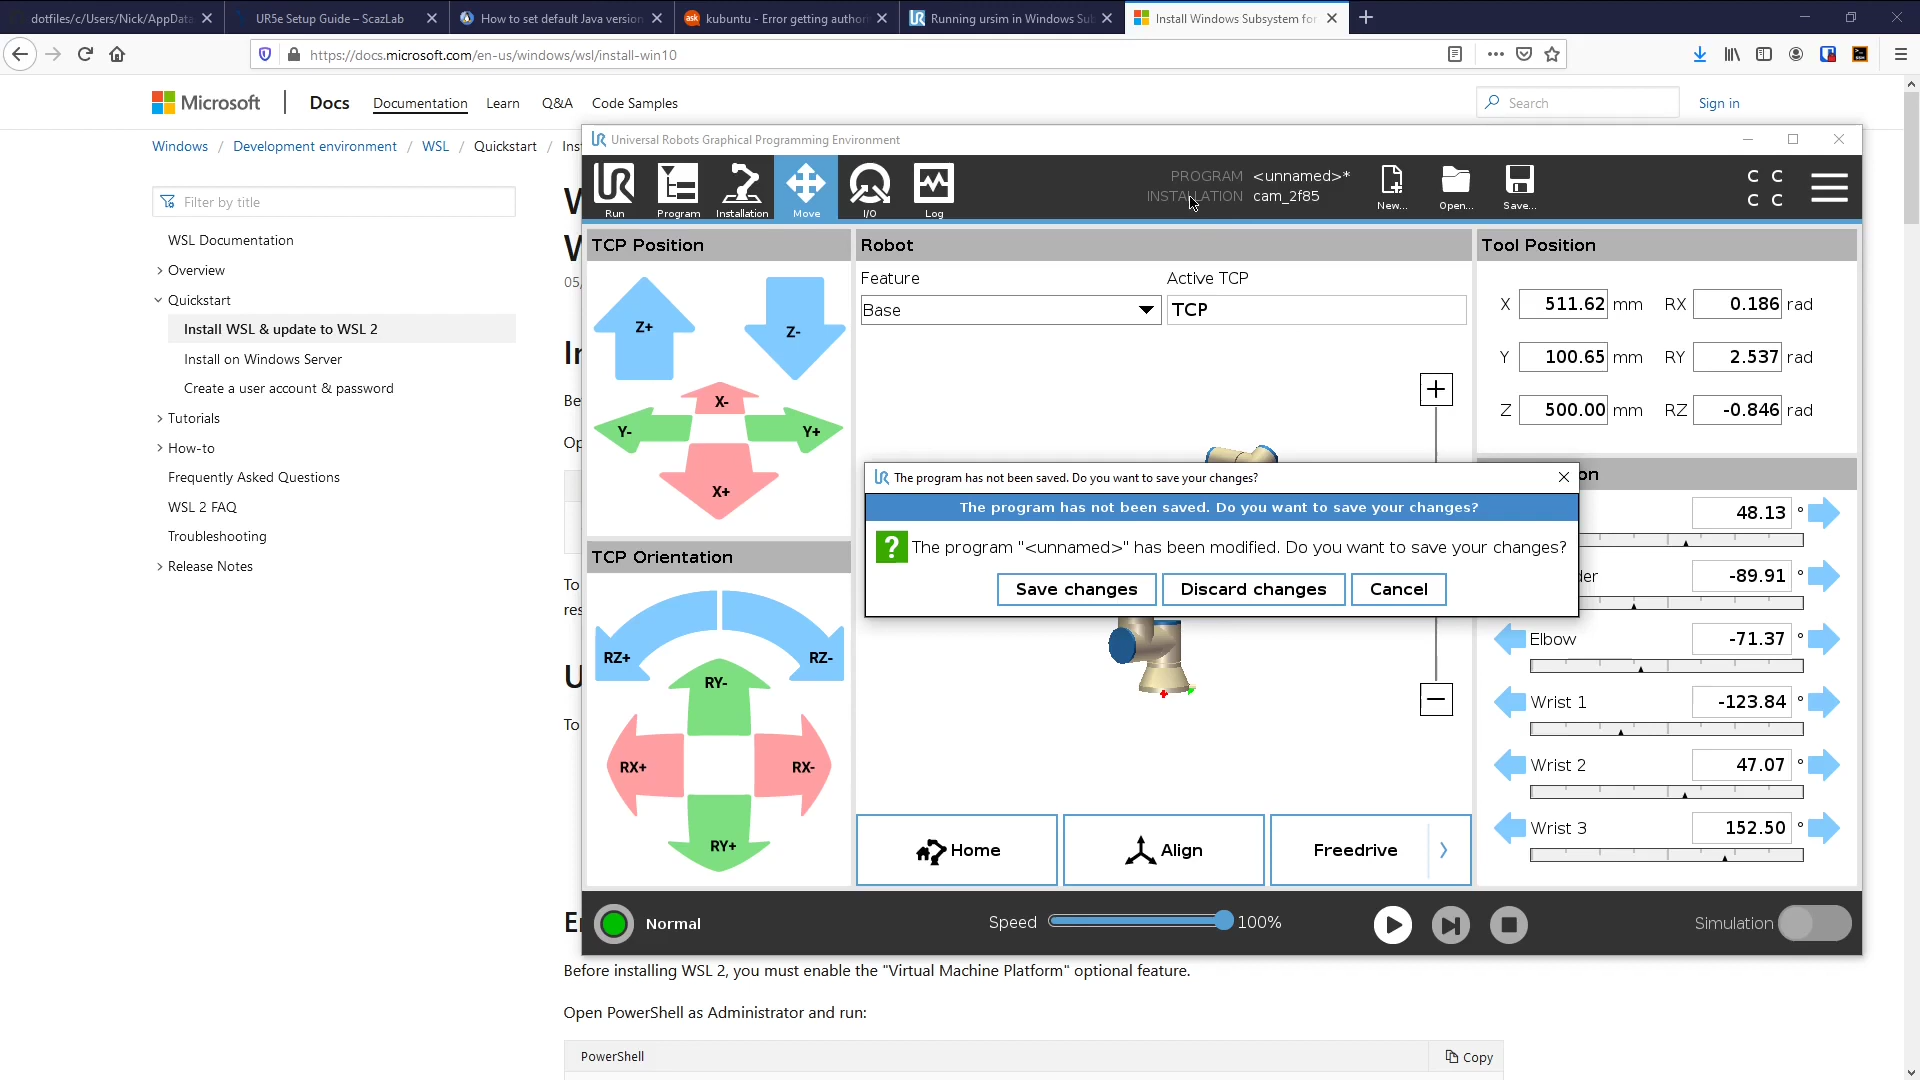 dotfiles/c/Users/Nick/AppData
UR5e Setup Guide – ScazLab
How to set default Java version
kubuntu - Error getting author
Running ursim in Windows Su
Install Windows Subsystem for
https://docs.microsoft.com/en-us/windows/wsl/install-win10
Microsoft
Docs
Documentation
Learn
Q&A
Code Samples
Search
Sign in
Windows / Development environment / WSL / Quickstart / Ins
Filter by title
WSL Documentation
Overview
Quickstart
Install WSL & update to WSL 2
Install on Windows Server
Create a user account & password
Tutorials
How-to
Frequently Asked Questions
WSL 2 FAQ
Troubleshooting
Release Notes
W
W
05/
In
Be
Op
To
res
U
To
Universal Robots Graphical Programming Environment
Run
Program
Installation
Move
I/O
Log
PROGRAM <unnamed>*
INSTALLATION cam_2f85
New...
Open...
Save...
C C
C C
TCP Position
Z+
Z-
X-
Y-
Y+
X+
TCP Orientation
RZ+
RZ-
RY-
RX+
RX-
RY+
Robot
Feature
Active TCP
Base
TCP
Home
Align
Freedrive
Tool Position
X 511.62 mm RX 0.186 rad
Y 100.65 mm RY 2.537 rad
Z 500.00 mm RZ -0.846 rad
on
48.13 °
der -89.91 °
Elbow -71.37 °
Wrist 1 -123.84 °
Wrist 2 47.07 °
Wrist 3 152.50 °
The program has not been saved. Do you want to save your changes?
The program has not been saved. Do you want to save your changes?
The program "<unnamed>" has been modified. Do you want to save your changes?
Save changes
Discard changes
Cancel
Normal
Speed
100%
Simulation
Before installing WSL 2, you must enable the "Virtual Machine Platform" optional feature.
Open PowerShell as Administrator and run:
PowerShell
Copy